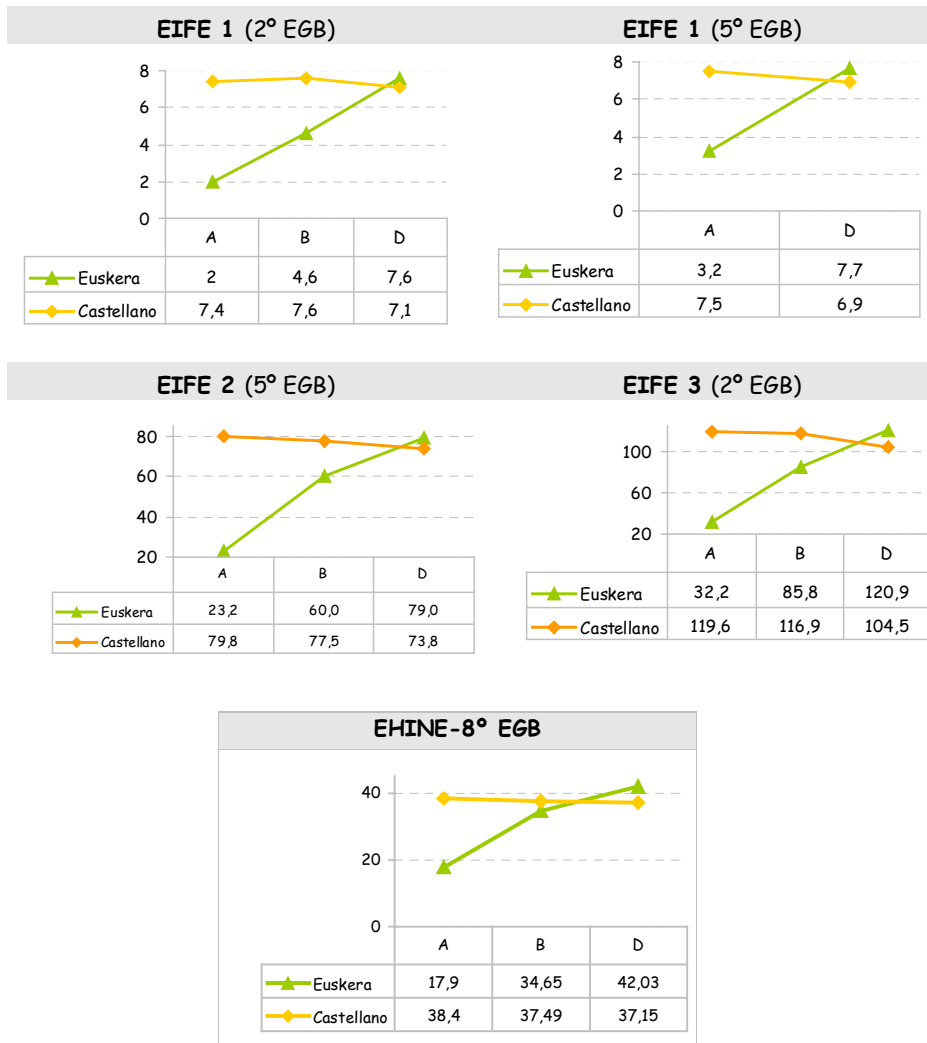 EIFE 1 (2º EGB)
8
6
4
2
0
A B D
Euskera 2 4,6 7,6
Castellano 7,4 7,6 7,1
EIFE 1 (5º EGB)
8
6
4
2
0
A D
Euskera 3,2 7,7
Castellano 7,5 6,9
EIFE 2 (5º EGB)
80
60
40
20
A B D
Euskera 23,2 60,0 79,0
Castellano 79,8 77,5 73,8
EIFE 3 (2º EGB)
100
60
20
A B D
Euskera 32,2 85,8 120,9
Castellano 119,6 116,9 104,5
EHINE-8º EGB
40
20
0
A B D
Euskera 17,9 34,65 42,03
Castellano 38,4 37,49 37,15